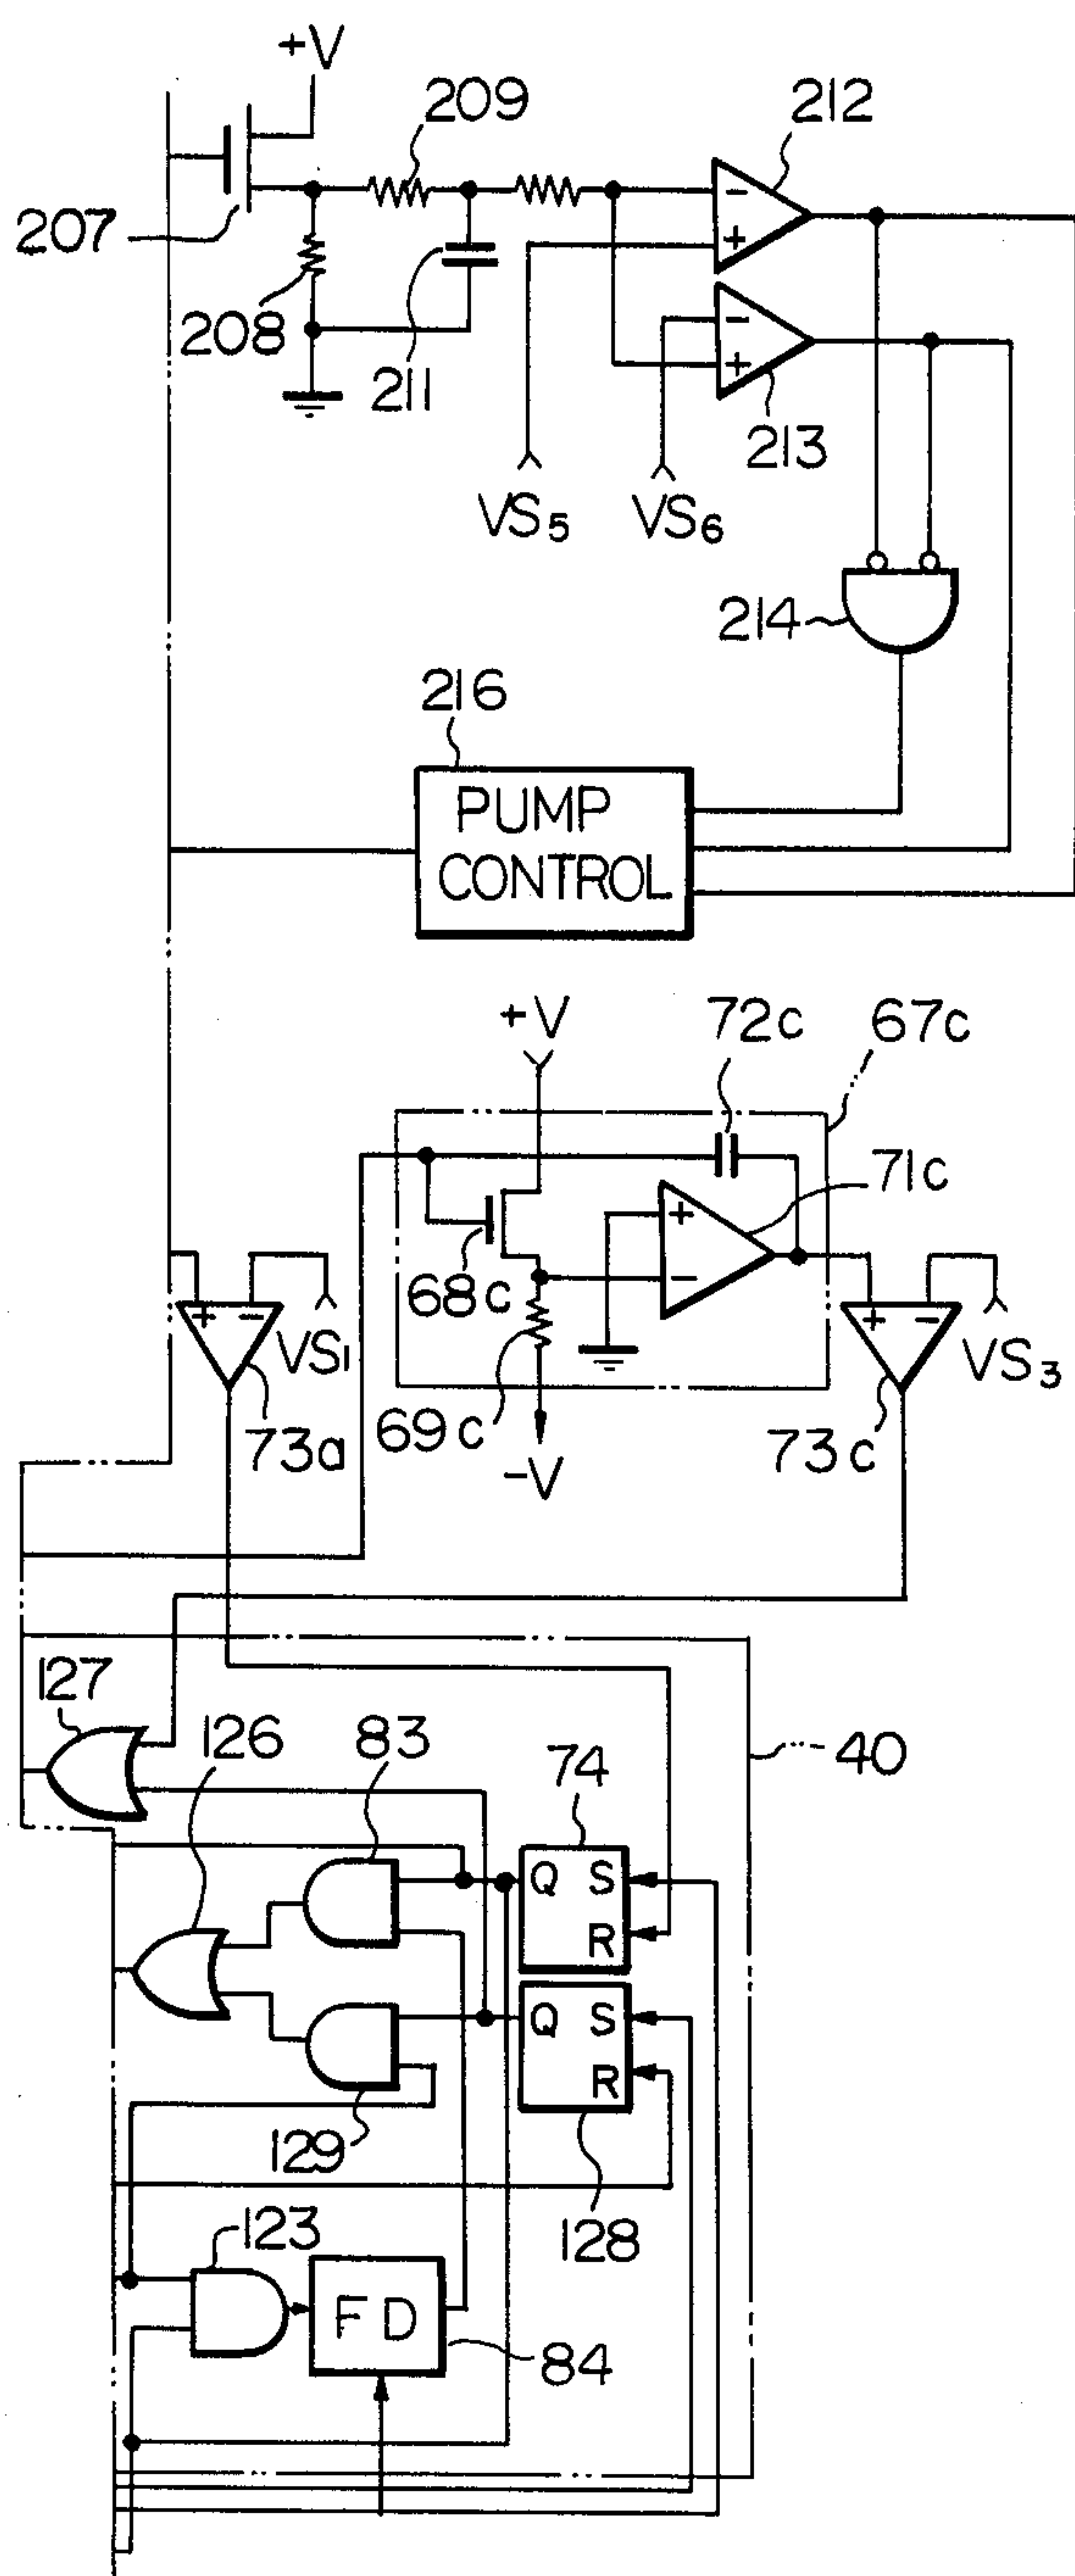 +V
209
212
207
-
+
208
211
-
+
213
VS5
VS6
214
216
PUMP
CONTROL
+V
72c
67c
71c
+
-
68c
+ -
VS1
+ -
VS3
73a
69c
73c
-V
127
126
83
74
40
Q S
R
Q S
R
129
123
128
FD
84